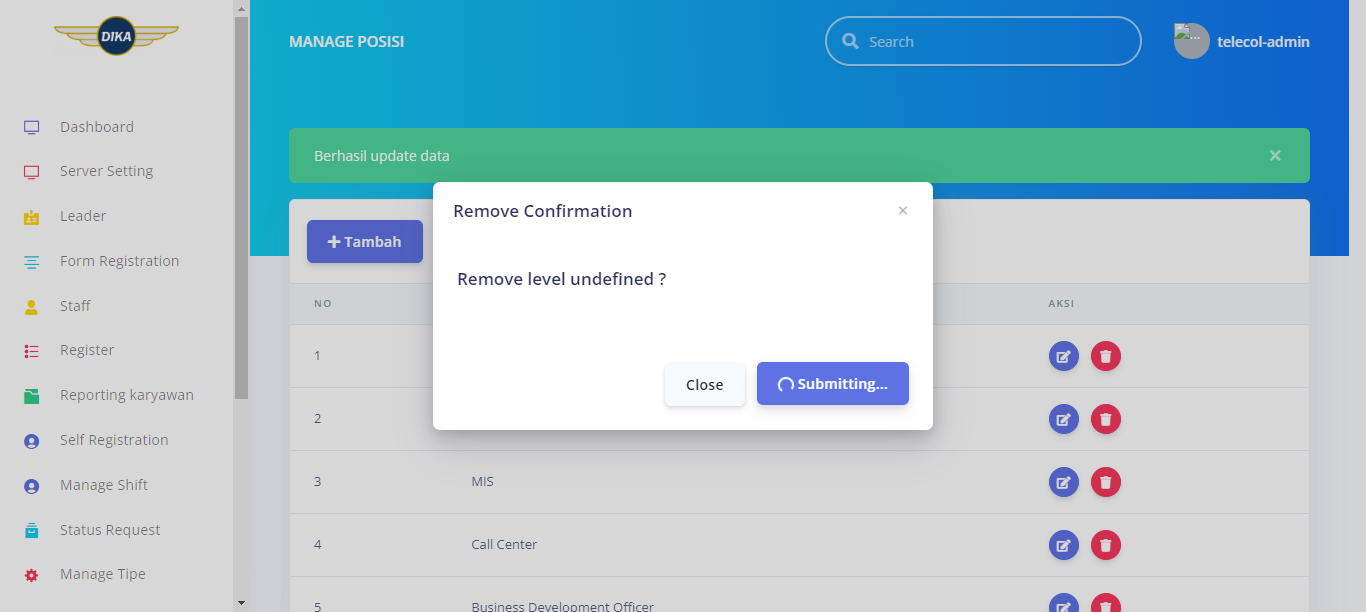 DIKA
Dashboard
Server Setting
Leader
Form Registration
Staff
Register
Reporting karyawan
Self Registration
Manage Shift
Status Request
Manage Tipe
MANAGE POSISI
Search
...
telecol-admin
Berhasil update data
×
Tambah
Remove Confirmation
×
Remove level undefined ?
Close
Submitting...
NO
AKSI
1
2
3
MIS
4
Call Center
5
Business Development Officer